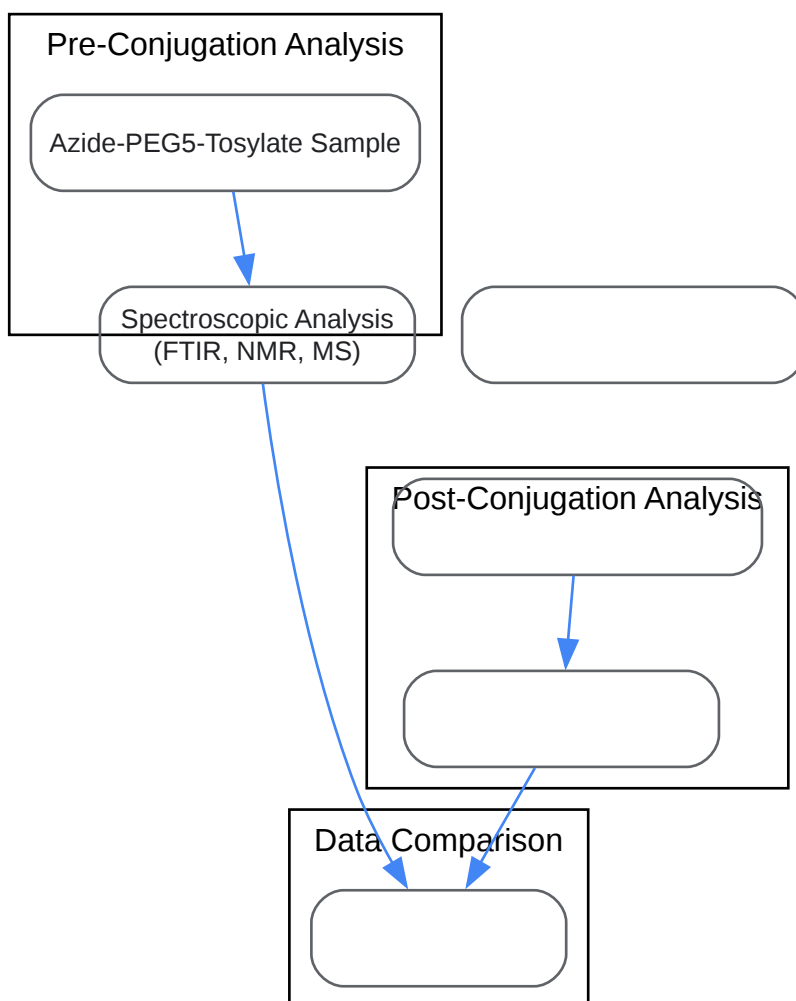 Pre-Conjugation Analysis
Azide-PEG5-Tosylate Sample
Spectroscopic Analysis
(FTIR, NMR, MS)
Post-Conjugation Analysis
Data Comparison